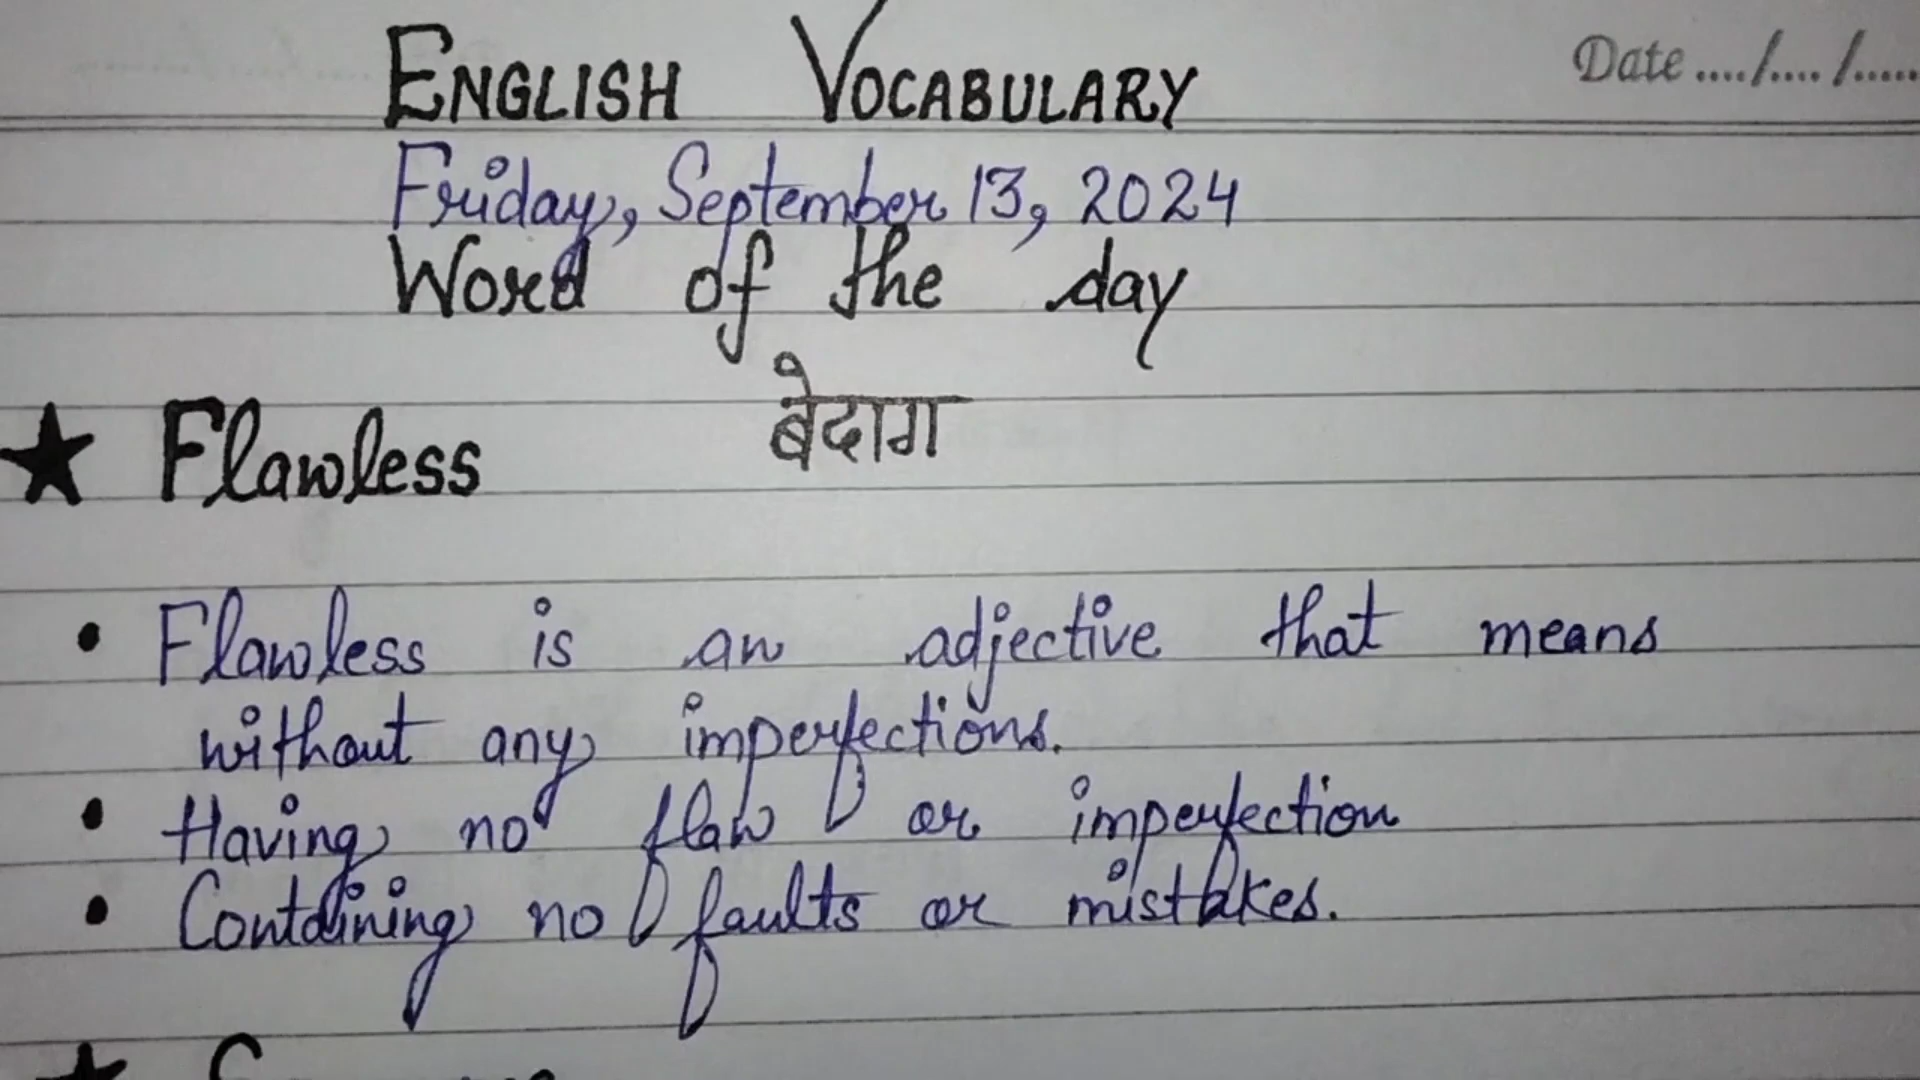 ENGLISH VOCABULARY
Date ..../..../.....
Friday, September 13, 2024
Word of the day
बेदाग
★ Flawless
• Flawless is an adjective that means
without any imperfections.
• Having no flaw or imperfection
• Containing no faults or mistakes.